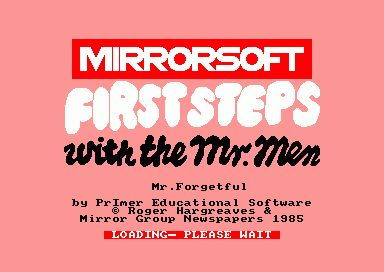 MIRRORSOFT
FIRST STEPS
with the Mr. Men
Mr.Forgetful
by PrImer Educational Software
© Roger Hargreaves &
Mirror Group Newspapers 1985
LOADING- PLEASE WAIT